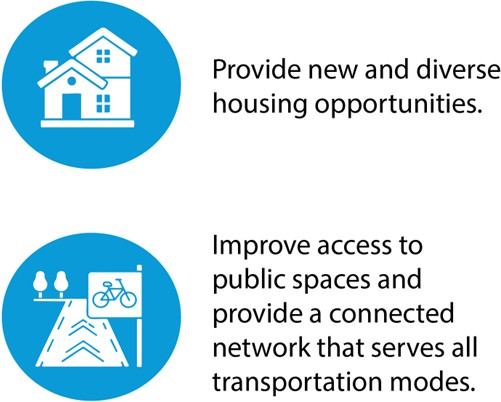 Provide new and diverse
housing opportunities.
Improve access to
public spaces and
provide a connected
network that serves all
transportation modes.